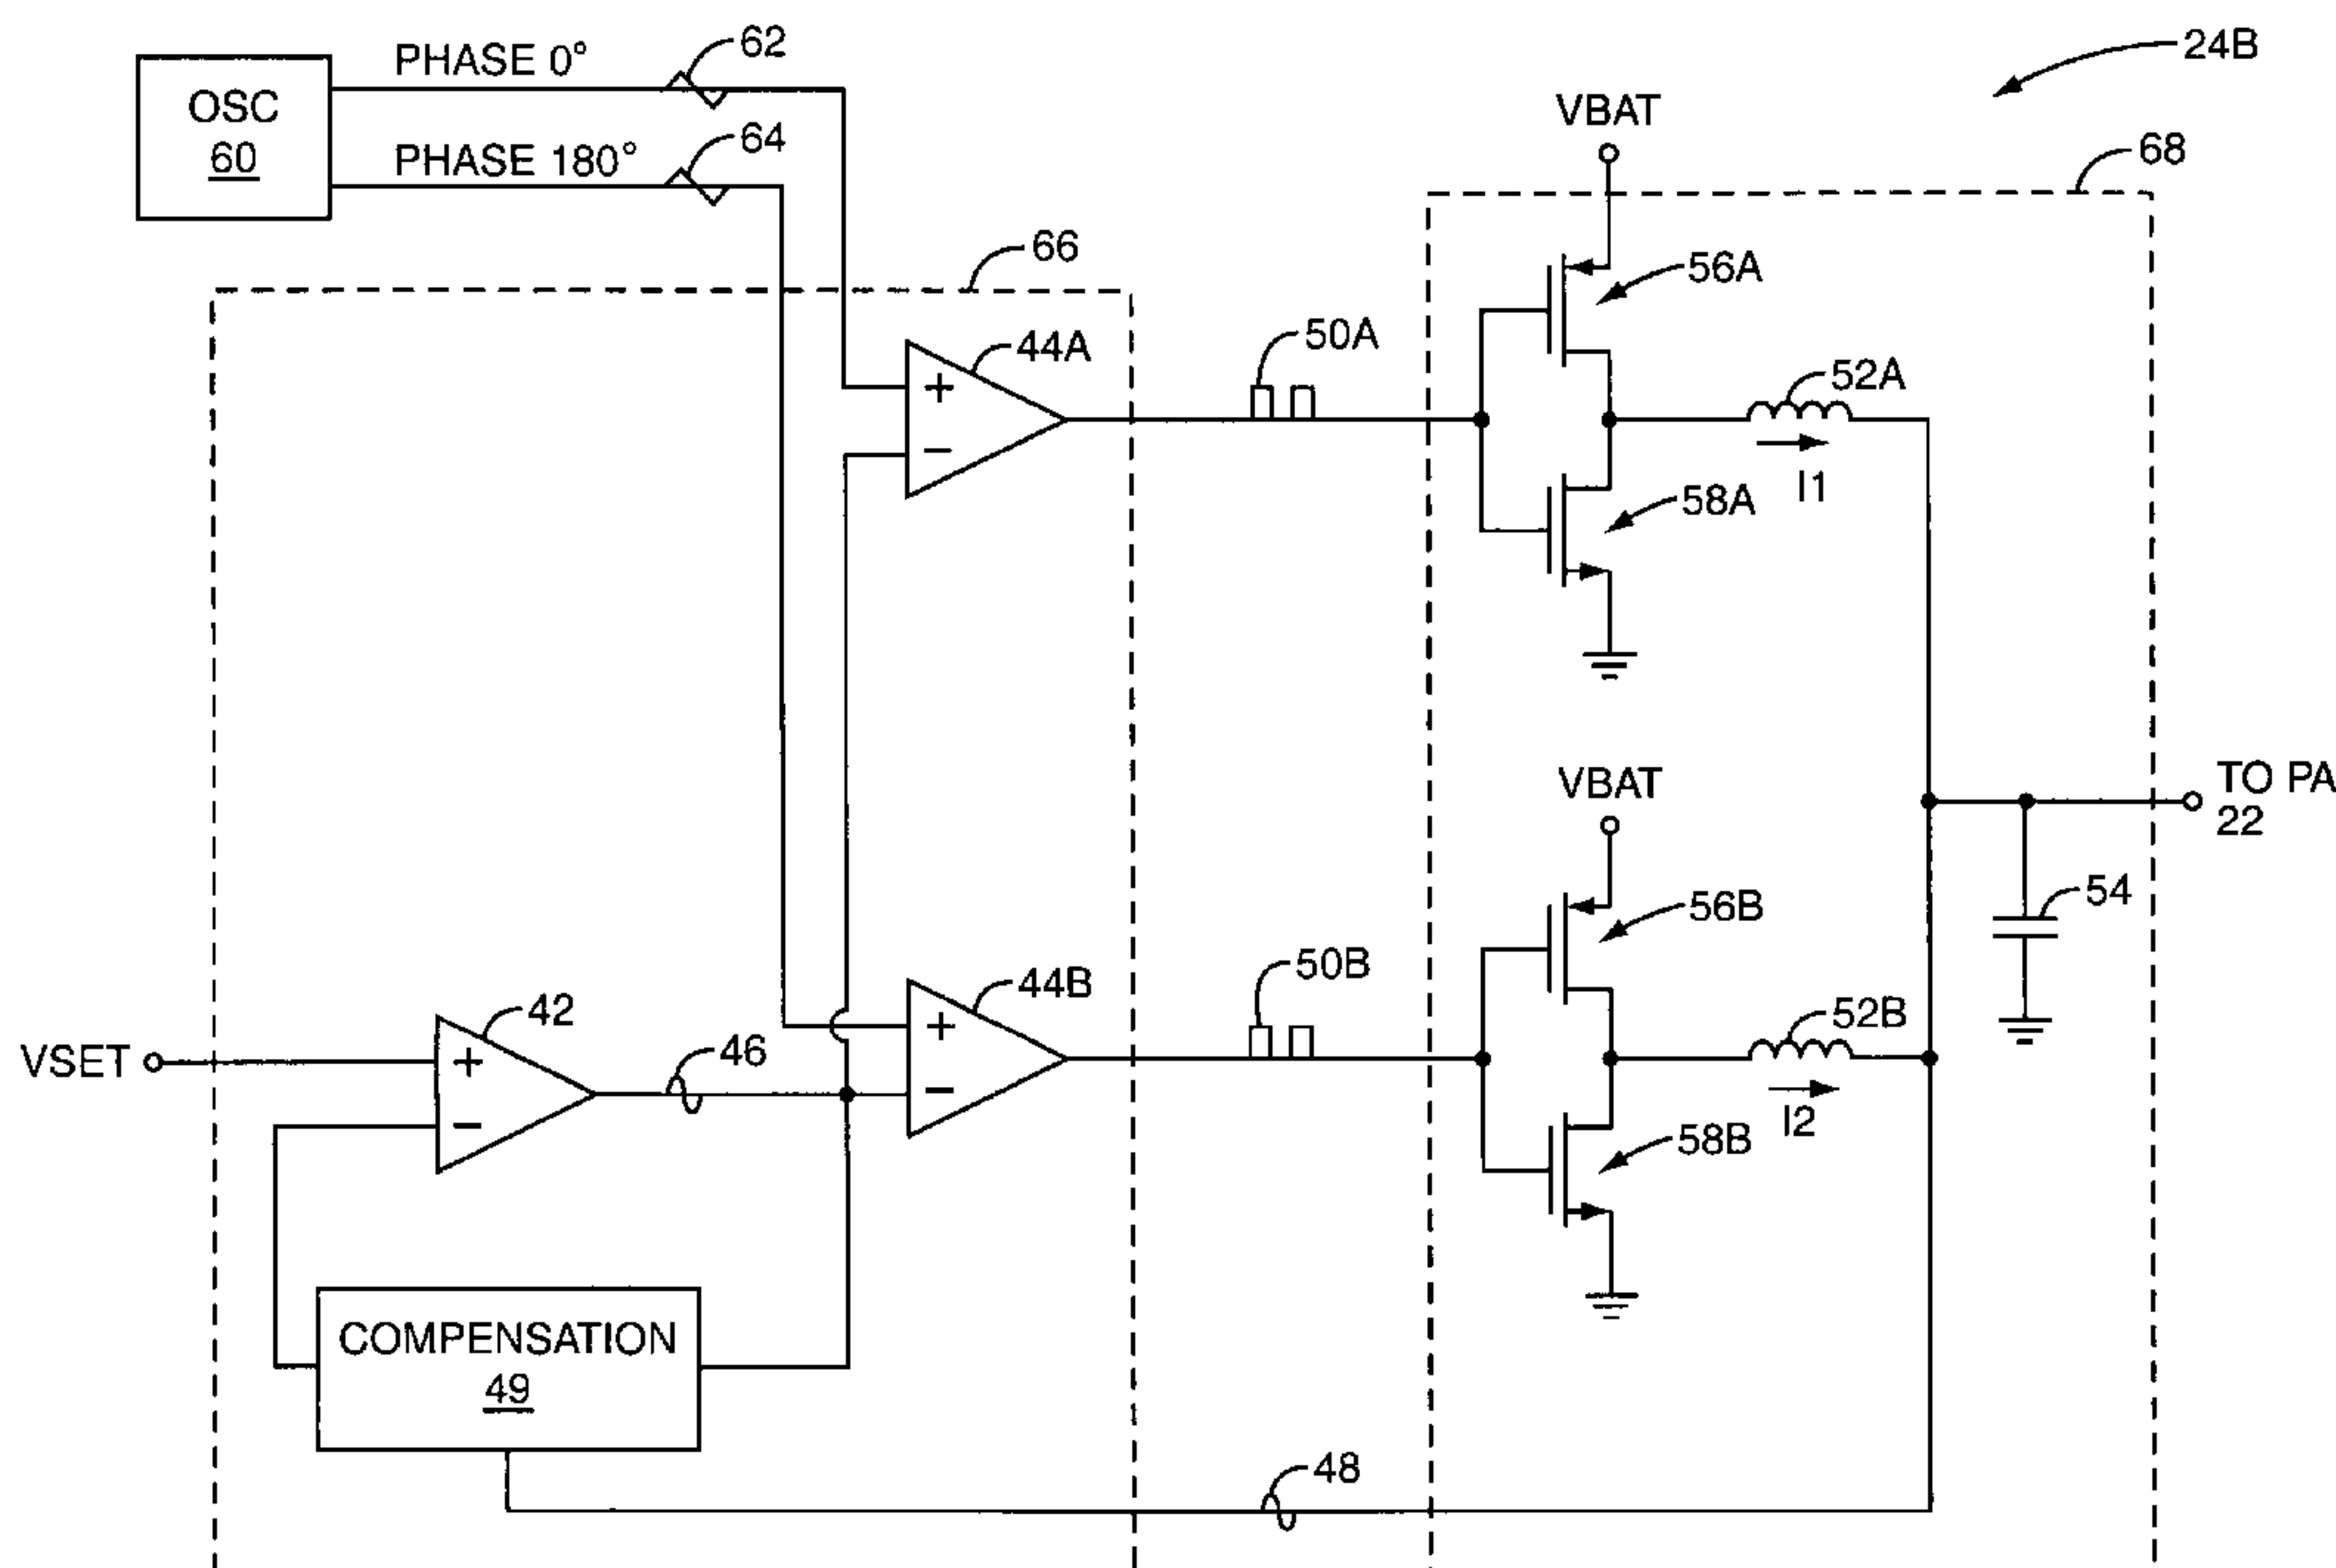 PHASE 0°
62
24B
OSC
60
PHASE 180°
64
VBAT
68
66
56A
44A
50A
52A
+
−
I1
58A
VBAT
TO PA
22
54
56B
50B
44B
42
46
52B
VSET
+
−
+
−
I2
58B
COMPENSATION
49
48